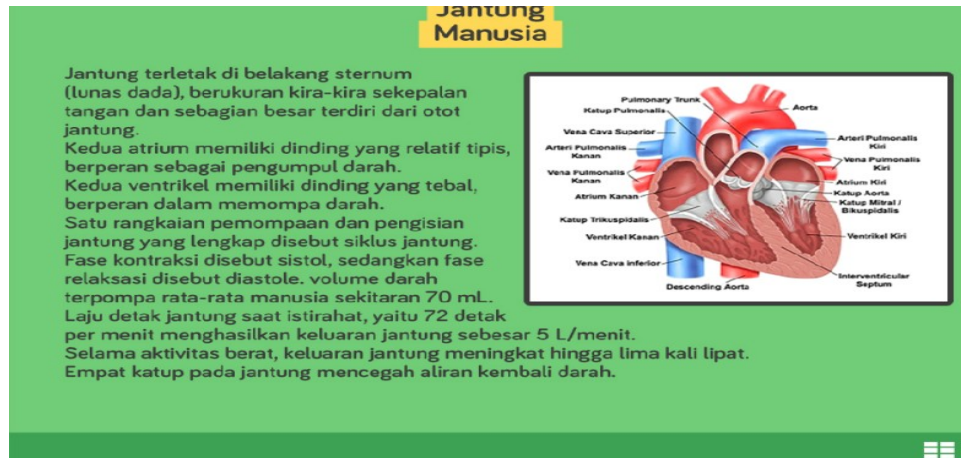 Jantung
Manusia
Jantung terletak di belakang sternum
(lunas dada), berukuran kira-kira sekepalan
tangan dan sebagian besar terdiri dari otot
jantung.
Kedua atrium memiliki dinding yang relatif tipis,
berperan sebagai pengumpul darah.
Kedua ventrikel memiliki dinding yang tebal,
berperan dalam memompa darah.
Satu rangkaian pemompaan dan pengisian
jantung yang lengkap disebut siklus jantung.
Fase kontraksi disebut sistol, sedangkan fase
relaksasi disebut diastole. volume darah
terpompa rata-rata manusia sekitaran 70 mL.
Laju detak jantung saat istirahat, yaitu 72 detak
per menit menghasilkan keluaran jantung sebesar 5 L/menit.
Selama aktivitas berat, keluaran jantung meningkat hingga lima kali lipat.
Empat katup pada jantung mencegah aliran kembali darah.
Pulmonary Trunk
Katup Pulmonalis
Vena Cava Superior
Arteri Pulmonalis
Kanan
Vena Pulmonalis
Kanan
Atrium Kanan
Katup Trikuspidalis
Ventrikel Kanan
Vena Cava inferior
Descending Aorta
Aorta
Arteri Pulmonalis
Kiri
Vena Pulmonalis
Kiri
Atrium Kiri
Katup Aorta
Katup Mitral /
Bikuspidalis
Ventrikel Kiri
Interventricular
Septum